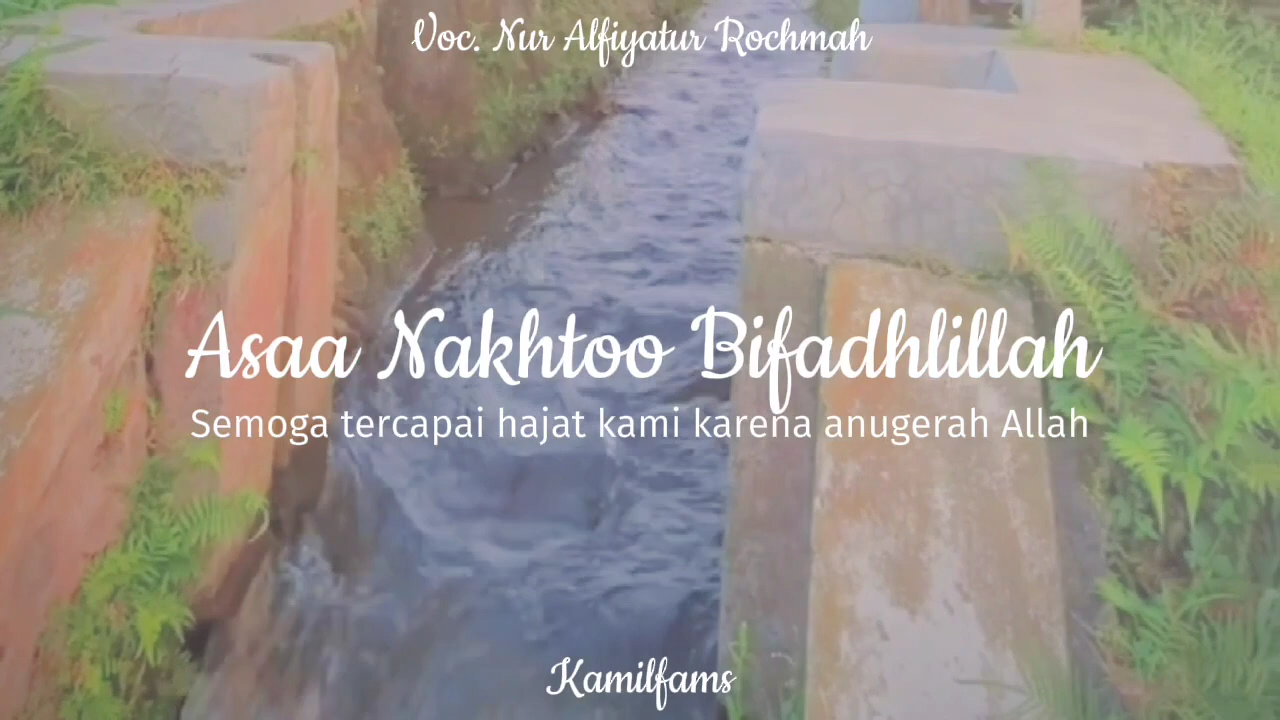 Voc. Nur Alfiyatur Rochmah
Asaa Nakhtoo Bifadhlillah
Semoga tercapai hajat kami karena anugerah Allah
Kamilfams